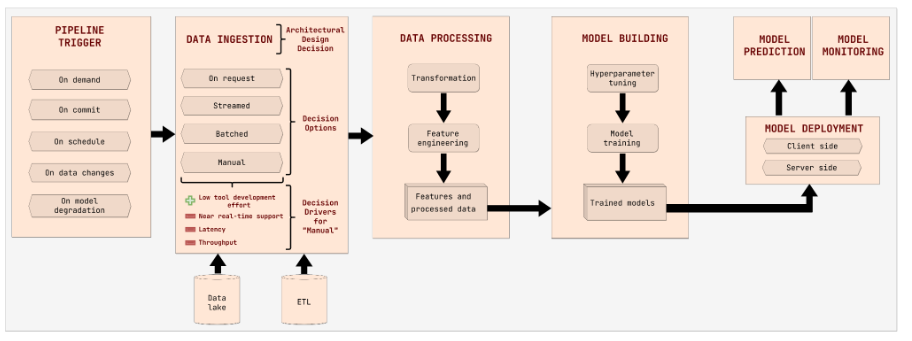 PIPELINE
TRIGGER
On demand
On commit
On schedule
On data changes
On model
degradation
DATA INGESTION
Architectural
Design
Decision
On request
Streamed
Batched
Manual
Decision
Options
Low tool development
effort
Near real-time support
Latency
Throughput
Decision
Drivers
for
"Manual"
Data
lake
ETL
DATA PROCESSING
Transformation
Feature
engineering
Features and
processed data
MODEL BUILDING
Hyperparameter
tuning
Model
training
Trained models
MODEL
PREDICTION
MODEL
MONITORING
MODEL DEPLOYMENT
Client side
Server side